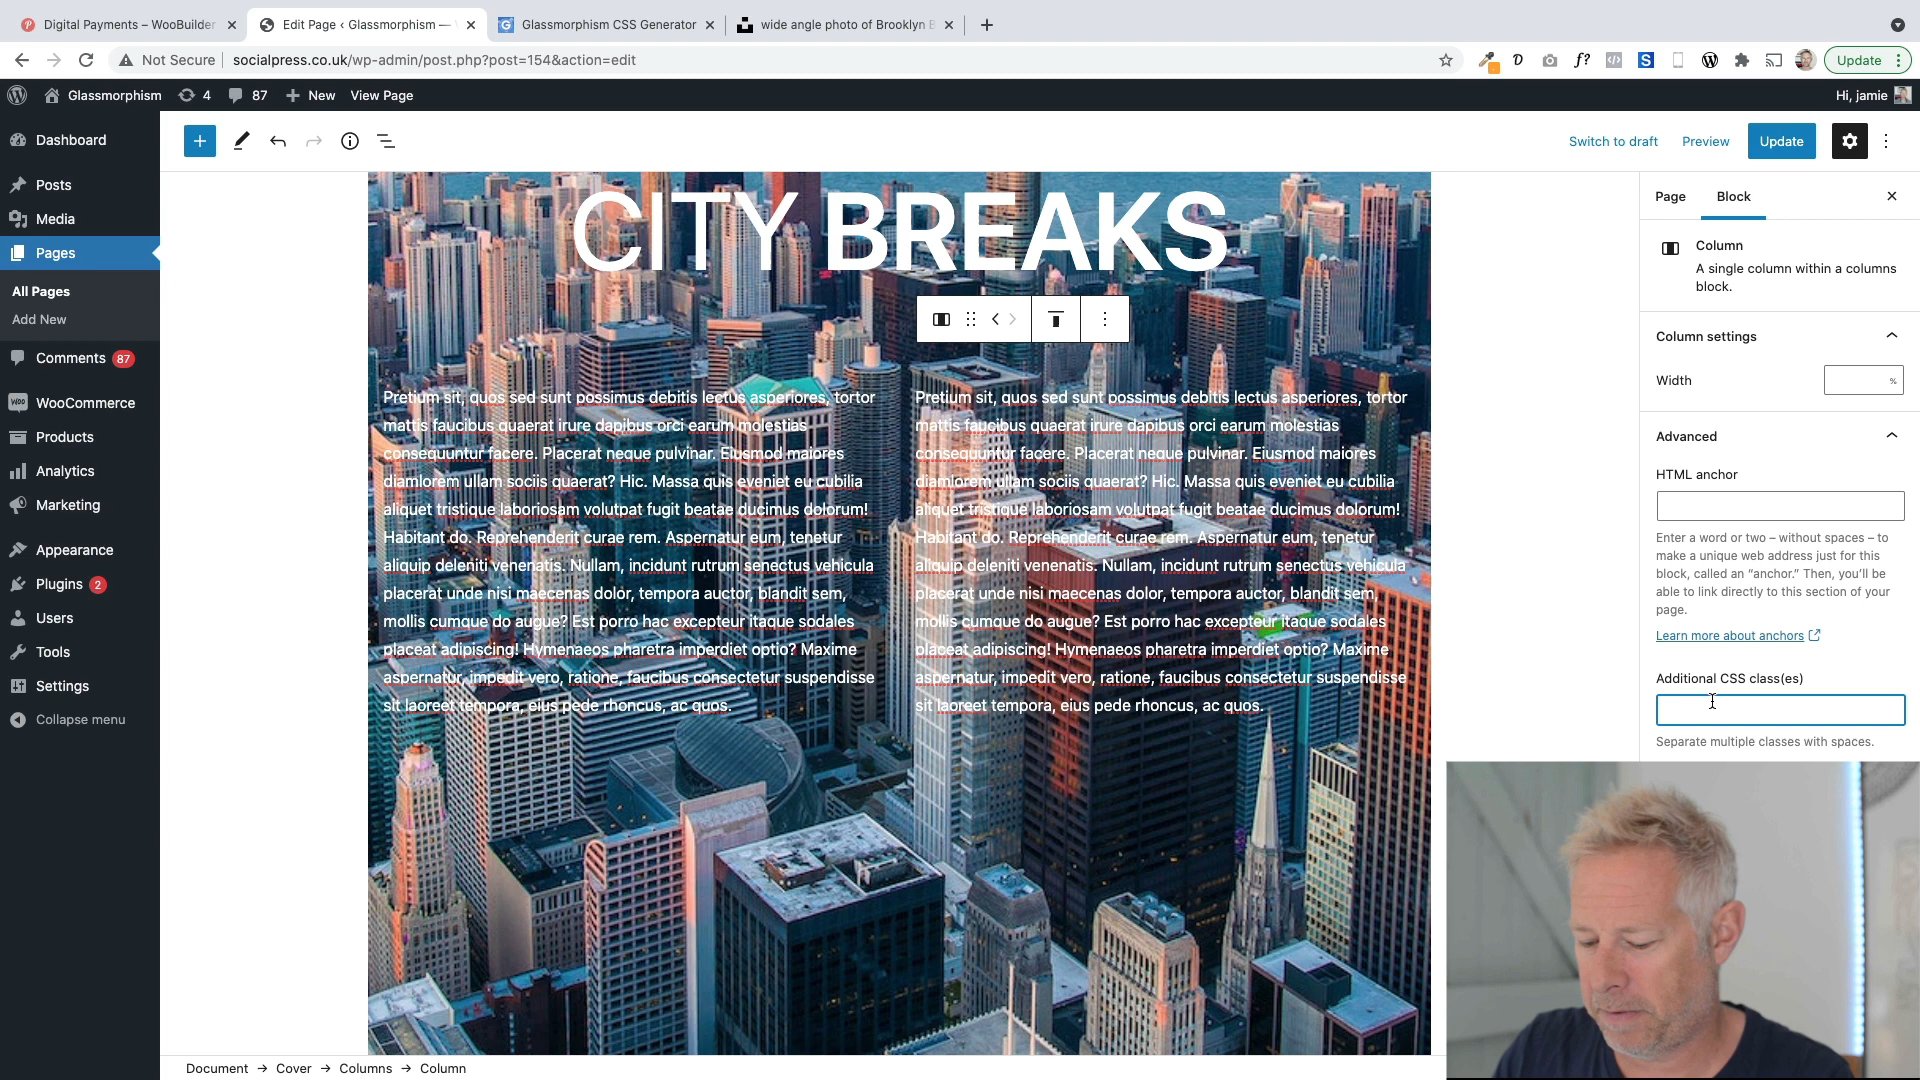 Digital Payments – WooBuilder
Edit Page ‹ Glassmorphism —
Glassmorphism CSS Generator
wide angle photo of Brooklyn B
Not Secure
socialpress.co.uk/wp-admin/post.php?post=154&action=edit
Update
Glassmorphism
4
87
New
View Page
Hi, jamie
Dashboard
Posts
Media
Pages
All Pages
Add New
Comments 87
WooCommerce
Products
Analytics
Marketing
Appearance
Plugins 2
Users
Tools
Settings
Collapse menu
Switch to draft
Preview
Update
CITY BREAKS
Pretium sit, quos sed sunt possimus debitis lectus asperiores, tortor
mattis faucibus quaerat irure dapibus orci earum molestias
consequuntur facere. Placerat neque pulvinar. Eiusmod maiores
diamlorem ullam sociis quaerat? Hic. Massa quis eveniet eu cubilia
aliquet tristique laboriosam volutpat fugit beatae ducimus dolorum!
Habitant do. Reprehenderit curae rem. Aspernatur eum, tenetur
aliquip deleniti venenatis. Nullam, incidunt rutrum senectus vehicula
placerat unde nisi maecenas dolor, tempora auctor, blandit sem,
mollis cumque do augue? Est porro hac excepteur itaque sodales
placeat adipiscing! Hymenaeos pharetra imperdiet optio? Maxime
aspernatur, impedit vero, ratione, faucibus consectetur suspendisse
sit laoreet tempora, eius pede rhoncus, ac quos.
Pretium sit, quos sed sunt possimus debitis lectus asperiores, tortor
mattis faucibus quaerat irure dapibus orci earum molestias
consequuntur facere. Placerat neque pulvinar. Eiusmod maiores
diamlorem ullam sociis quaerat? Hic. Massa quis eveniet eu cubilia
aliquet tristique laboriosam volutpat fugit beatae ducimus dolorum!
Habitant do. Reprehenderit curae rem. Aspernatur eum, tenetur
aliquip deleniti venenatis. Nullam, incidunt rutrum senectus vehicula
placerat unde nisi maecenas dolor, tempora auctor, blandit sem,
mollis cumque do augue? Est porro hac excepteur itaque sodales
placeat adipiscing! Hymenaeos pharetra imperdiet optio? Maxime
aspernatur, impedit vero, ratione, faucibus consectetur suspendisse
sit laoreet tempora, eius pede rhoncus, ac quos.
Page
Block
Column
A single column within a columns
block.
Column settings
Width
%
Advanced
HTML anchor
Enter a word or two – without spaces – to
make a unique web address just for this
block, called an “anchor.” Then, you’ll be
able to link directly to this section of your
page.
Learn more about anchors
Additional CSS class(es)
Separate multiple classes with spaces.
Document → Cover → Columns → Column